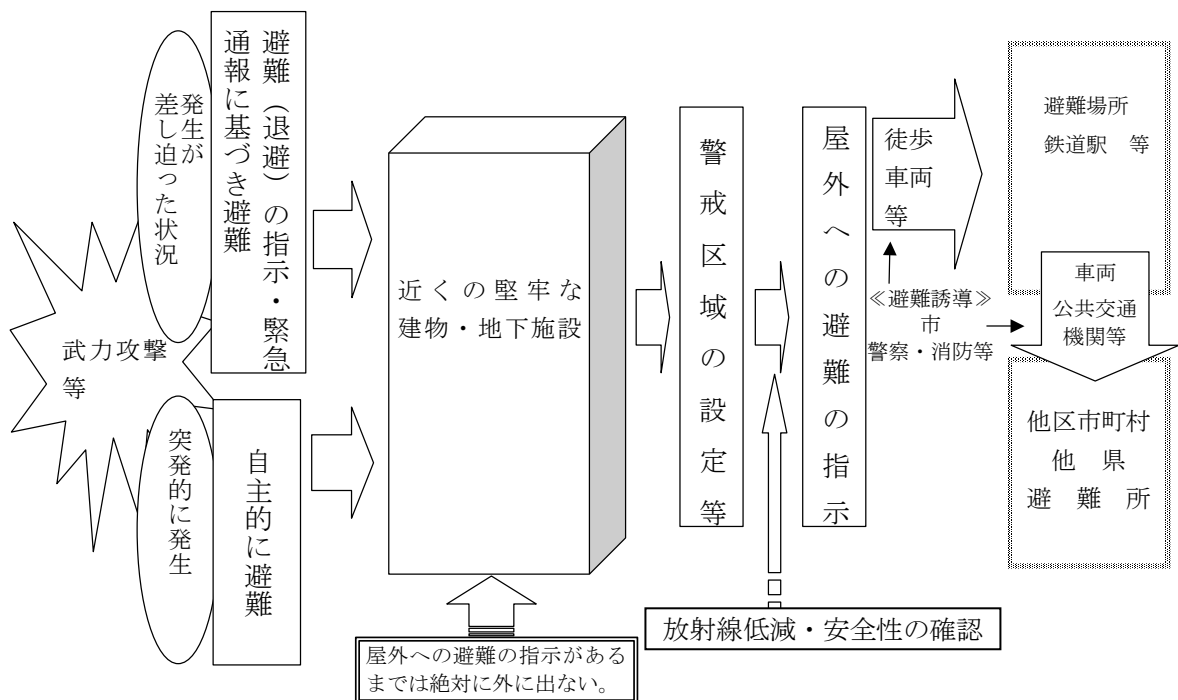 武力攻撃
等
発生が
差し迫った状況
避難（退避）の指示・緊急
通報に基づき避難
突発的に発生
自主的に避難
近くの堅牢な
建物・地下施設
屋外への避難の指示がある
までは絶対に外に出ない。
警戒区域の設定等
放射線低減・安全性の確認
屋外への避難の指示
徒歩
車両
等
≪避難誘導≫
市
警察・消防等
避難場所
鉄道駅　等
車両
公共交通
機関等
他区市町村
他　県
避　難　所